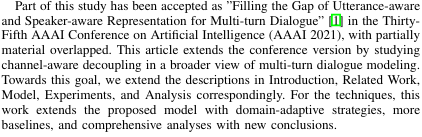 Part of this study has been accepted as ”Filling the Gap of Utterance-aware
and Speaker-aware Representation for Multi-turn Dialogue” [1] in the Thirty-
Fifth AAAI Conference on Artificial Intelligence (AAAI 2021), with partially
material overlapped. This article extends the conference version by studying
channel-aware decoupling in a broader view of multi-turn dialogue modeling.
Towards this goal, we extend the descriptions in Introduction, Related Work,
Model, Experiments, and Analysis correspondingly. For the techniques, this
work extends the proposed model with domain-adaptive strategies, more
baselines, and comprehensive analyses with new conclusions.